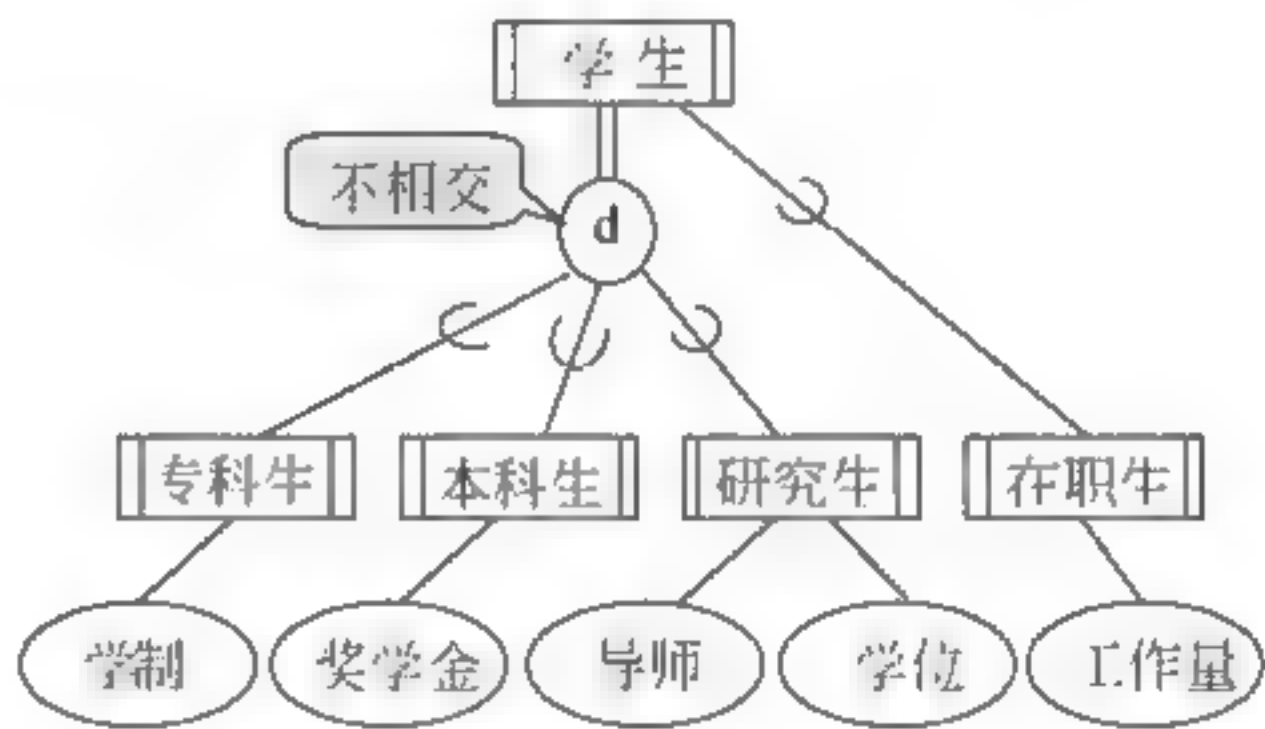 学生
不相交
d
专科生
本科生
研究生
在职生
学制
奖学金
导师
学位
工作量